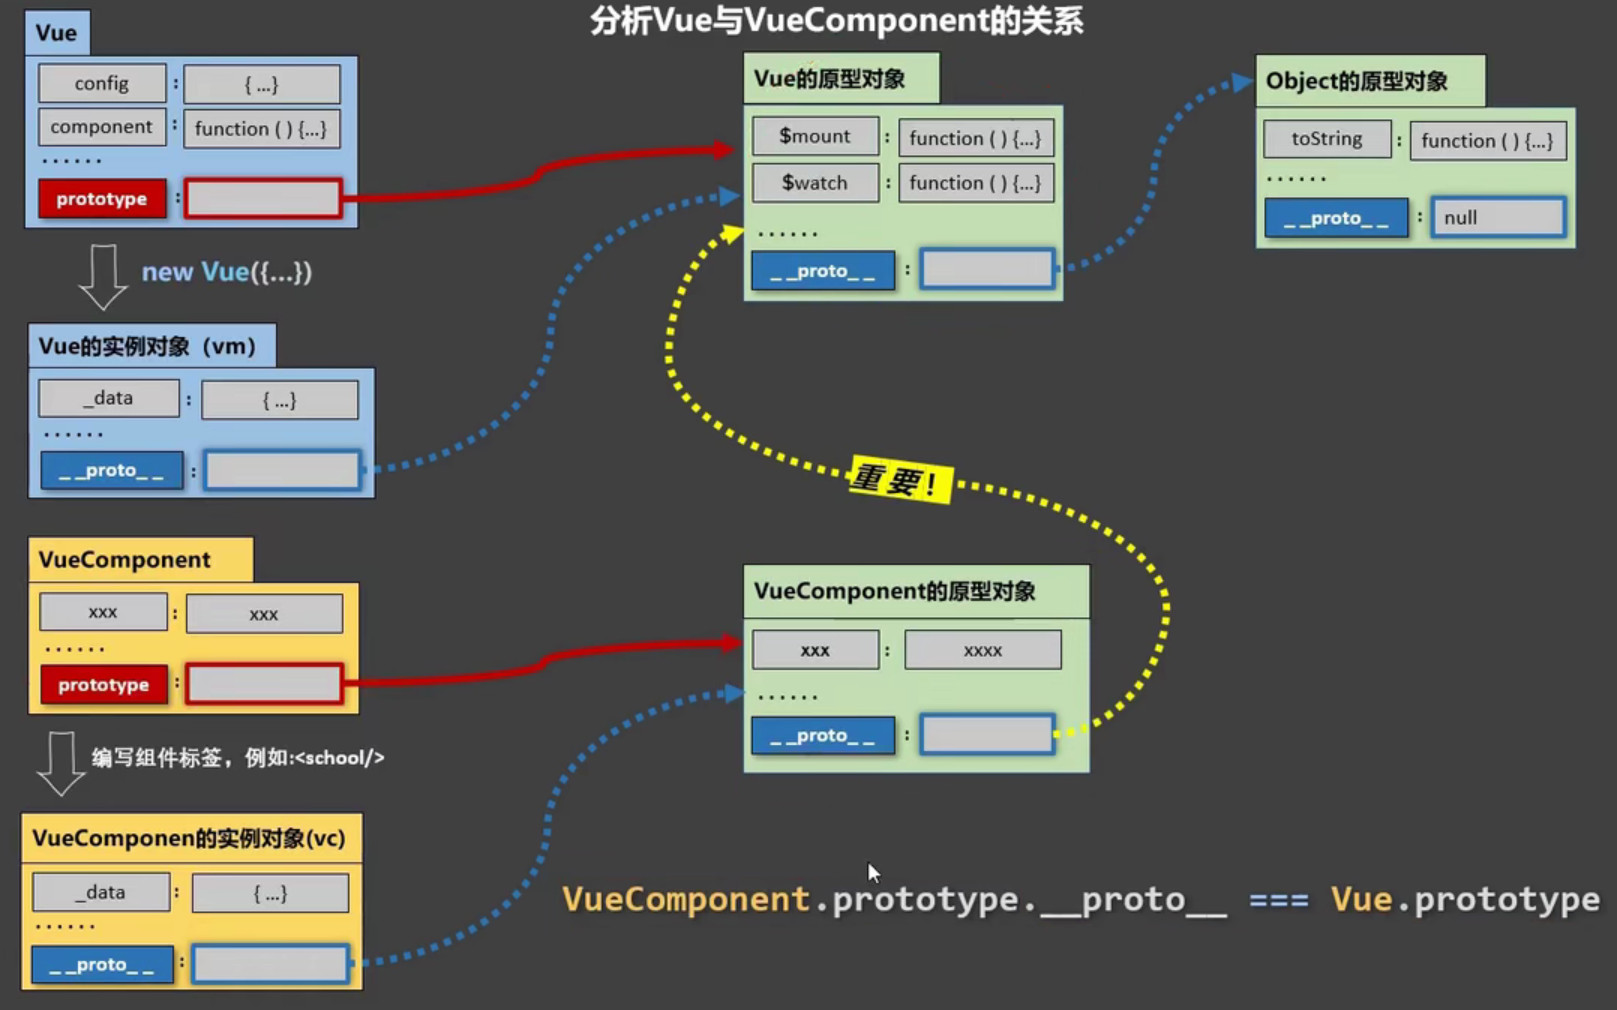 分析Vue与VueComponent的关系
Vue
config : { ...}
component : function ( ) {...}
......
prototype :
new Vue({...})
Vue的实例对象（vm）
_data : { ...}
......
_ _proto_ _ :
Vue的原型对象
$mount : function ( ) {...}
$watch : function ( ) {...}
......
_ _proto_ _ :
Object的原型对象
toString : function ( ) {...}
......
_ _proto_ _ : null
重要！
VueComponent
xxx : xxx
......
prototype :
编写组件标签，例如:<school/>
VueComponen的实例对象(vc)
_data : { ...}
......
_ _proto_ _ :
VueComponent的原型对象
xxx : xxxx
......
_ _proto_ _ :
VueComponent.prototype.__proto__ === Vue.prototype